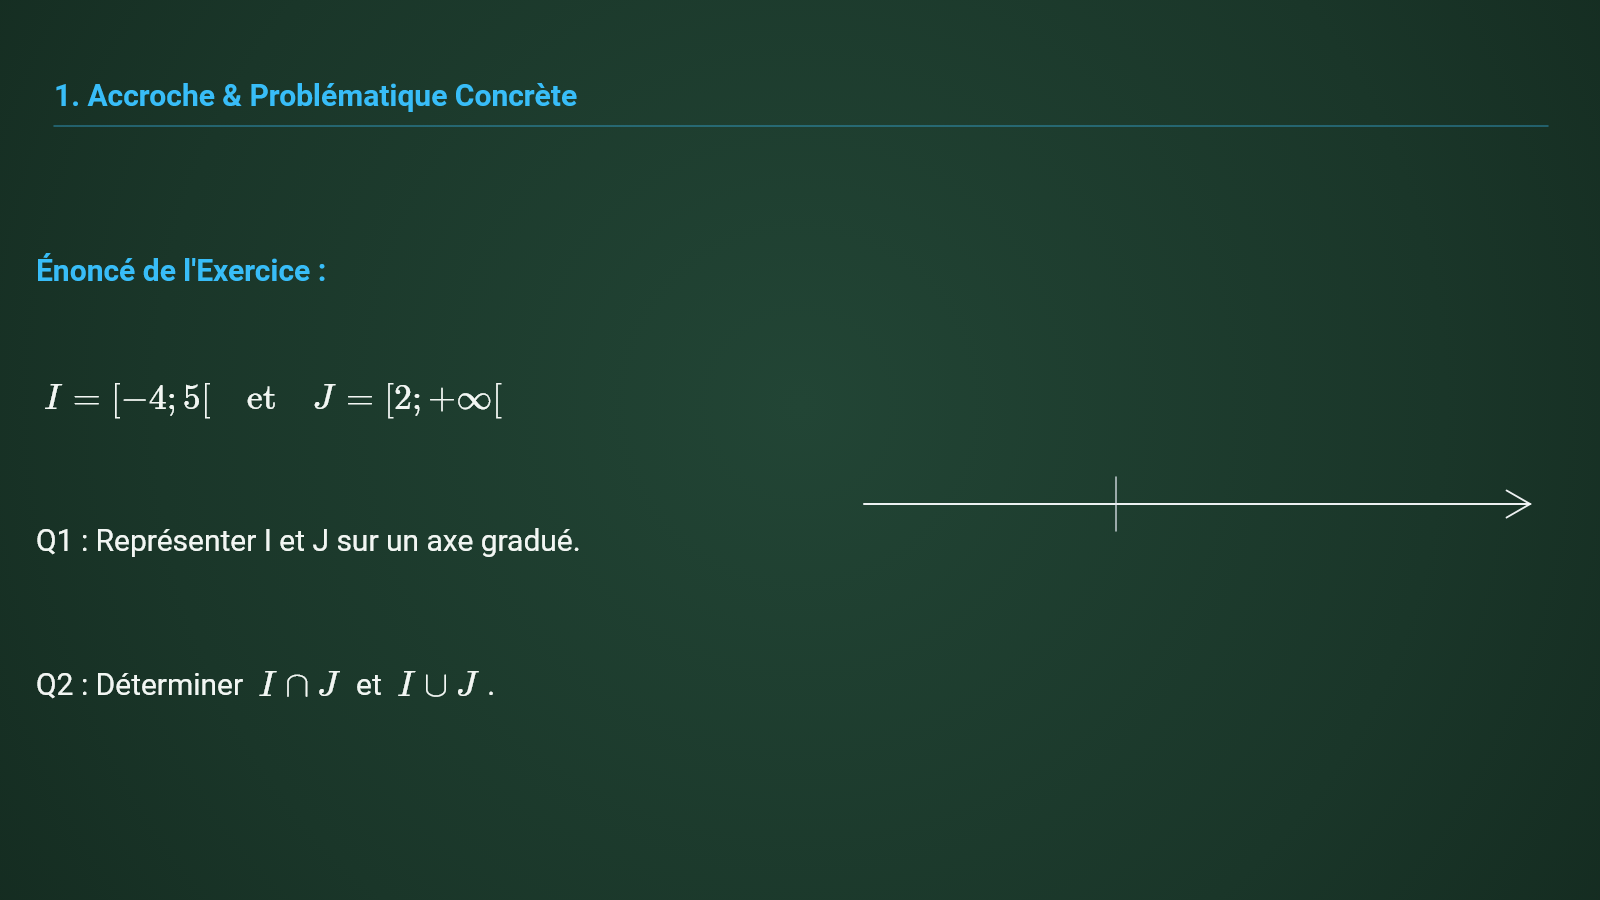 1. Accroche & Problématique Concrète
Énoncé de l'Exercice :
I = [−4; 5[ et J = [2; +∞[
Q1 : Représenter I et J sur un axe gradué.
Q2 : Déterminer I ∩ J et I ∪ J .